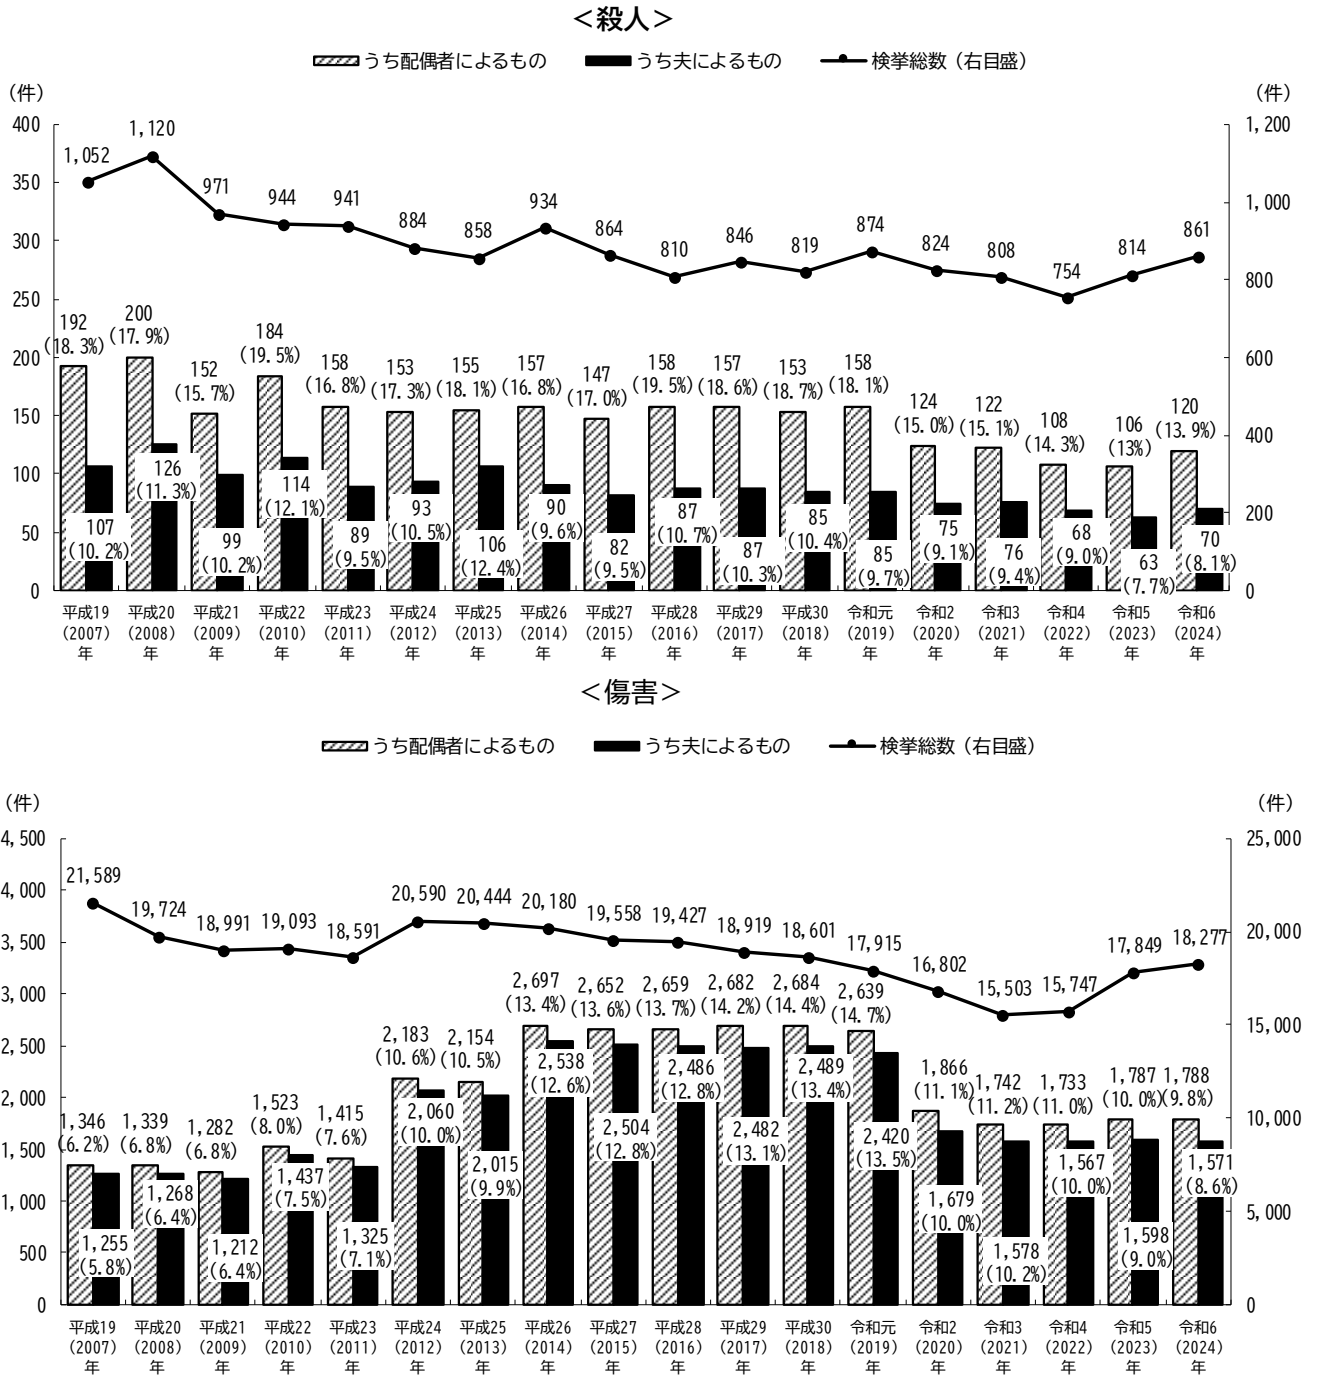 ＜殺人＞
うち配偶者によるもの うち夫によるもの 検挙総数（右目盛）
（件） （件）
400 350 300 250 200 150 100 50 0
1,200 1,000 800 600 400 200 0
1,052 1,120 971 944 941 884 858 934 864 810 846 819 874 824 808 754 814 861
192 200 152 184 158 153 155 157 147 158 157 153 158 124 122 108 106 120
(18.3%) (17.9%) (15.7%) (19.5%) (16.8%) (17.3%) (18.1%) (16.8%) (17.0%) (19.5%) (18.6%) (18.7%) (18.1%) (15.0%) (15.1%) (14.3%) (13%) (13.9%)
107 126 99 114 89 93 106 90 82 87 87 85 85 75 76 68 63 70
(10.2%) (11.3%) (10.2%) (12.1%) (9.5%) (10.5%) (12.4%) (9.6%) (9.5%) (10.7%) (10.3%) (10.4%) (9.7%) (9.1%) (9.4%) (9.0%) (7.7%) (8.1%)
平成19 平成20 平成21 平成22 平成23 平成24 平成25 平成26 平成27 平成28 平成29 平成30 令和元 令和2 令和3 令和4 令和5 令和6
（2007） （2008） （2009） （2010） （2011） （2012） （2013） （2014） （2015） （2016） （2017） （2018） （2019） （2020） （2021） （2022） （2023） （2024）
年 年 年 年 年 年 年 年 年 年 年 年 年 年 年 年 年 年
＜傷害＞
うち配偶者によるもの うち夫によるもの 検挙総数（右目盛）
（件） （件）
4,500 4,000 3,500 3,000 2,500 2,000 1,500 1,000 500 0
25,000 20,000 15,000 10,000 5,000 0
21,589 19,724 18,991 19,093 18,591 20,590 20,444 20,180 19,558 19,427 18,919 18,601 17,915 16,802 15,503 15,747 17,849 18,277
1,346 1,339 1,282 1,523 1,415 2,183 2,154 2,697 2,652 2,659 2,682 2,684 2,639 1,866 1,742 1,733 1,787 1,788
(6.2%) (6.8%) (6.8%) (8.0%) (7.6%) (10.6%) (10.5%) (13.4%) (13.6%) (13.7%) (14.2%) (14.4%) (14.7%) (11.1%) (11.2%) (11.0%) (10.0%) (9.8%)
1,255 1,268 1,212 1,437 1,325 2,060 2,015 2,538 2,504 2,486 2,482 2,489 2,420 1,679 1,578 1,567 1,598 1,571
(5.8%) (6.4%) (6.4%) (7.5%) (7.1%) (10.0%) (9.9%) (12.6%) (12.8%) (12.8%) (13.1%) (13.4%) (13.5%) (10.0%) (10.2%) (10.0%) (9.0%) (8.6%)
平成19 平成20 平成21 平成22 平成23 平成24 平成25 平成26 平成27 平成28 平成29 平成30 令和元 令和2 令和3 令和4 令和5 令和6
（2007） （2008） （2009） （2010） （2011） （2012） （2013） （2014） （2015） （2016） （2017） （2018） （2019） （2020） （2021） （2022） （2023） （2024）
年 年 年 年 年 年 年 年 年 年 年 年 年 年 年 年 年 年